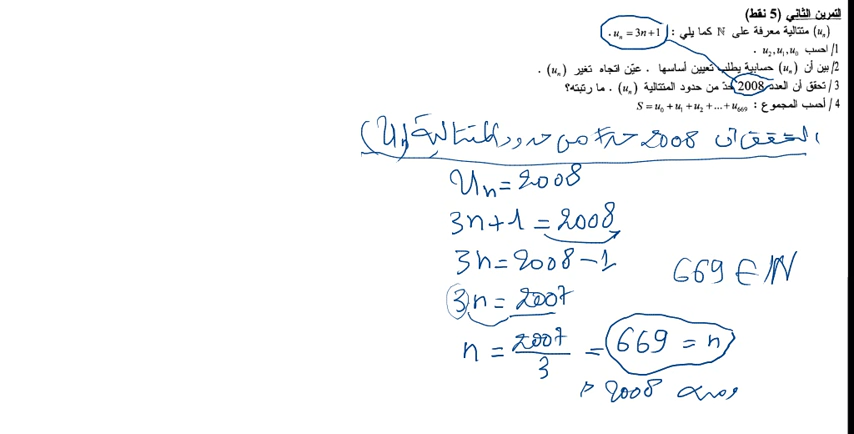 التمرين الثاني (5 نقط)
(uₙ) متتالية معرفة على ℕ كما يلي : uₙ = 3n+1 .
1/ احسب u₀ , u₁ , u₂ .
2/ بين أن (uₙ) حسابية يطلب تعيين أساسها . عيّن اتجاه تغير (uₙ) .
3/ تحقق أن العدد 2008 حدّ من حدود المتتالية (uₙ) . ما رتبته؟
4/ أحسب المجموع : S = u₀ + u₁ + u₂ + ... + u₆₆₉
التحقق أن 2008 حد من حدود المتتالية (Uₙ)
Uₙ = 2008
3n+1 = 2008
3n = 2008 - 1
3n = 2007
669 ∈ ℕ
n = 2007/3 = 669 = n
ومنه 2008